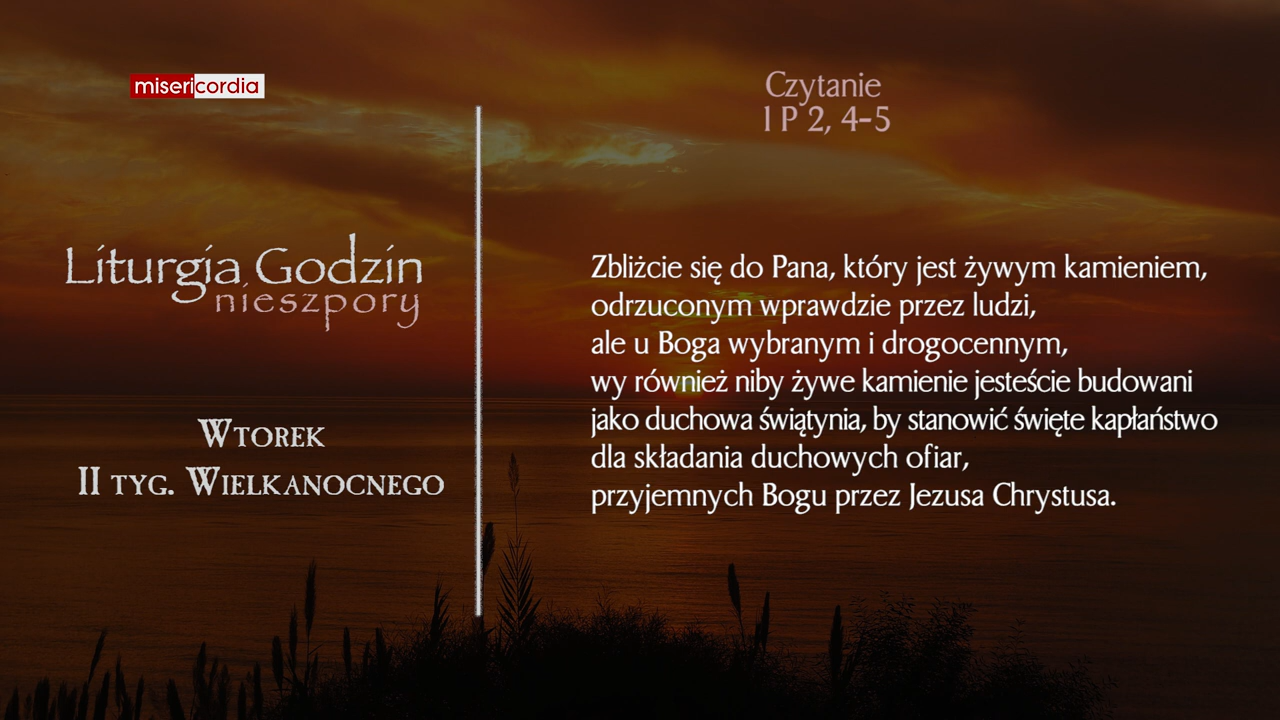 misericordia
Liturgia Godzin
nieszpory
Wtorek
II tyg. Wielkanocnego
Czytanie
1 P 2, 4-5
Zbliżcie się do Pana, który jest żywym kamieniem,
odrzuconym wprawdzie przez ludzi,
ale u Boga wybranym i drogocennym,
wy również niby żywe kamienie jesteście budowani
jako duchowa świątynia, by stanowić święte kapłaństwo
dla składania duchowych ofiar,
przyjemnych Bogu przez Jezusa Chrystusa.